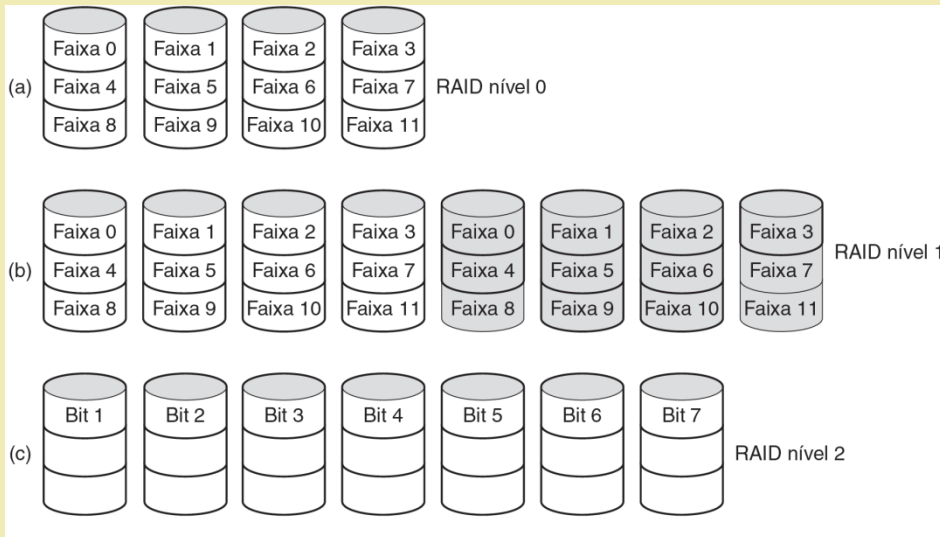 Faixa 0 Faixa 1 Faixa 2 Faixa 3
(a) Faixa 4 Faixa 5 Faixa 6 Faixa 7 RAID nível 0
Faixa 8 Faixa 9 Faixa 10 Faixa 11
Faixa 0 Faixa 1 Faixa 2 Faixa 3 Faixa 0 Faixa 1 Faixa 2 Faixa 3
RAID nível 1
(b) Faixa 4 Faixa 5 Faixa 6 Faixa 7 Faixa 4 Faixa 5 Faixa 6 Faixa 7
Faixa 8 Faixa 9 Faixa 10 Faixa 11 Faixa 8 Faixa 9 Faixa 10 Faixa 11
Bit 1 Bit 2 Bit 3 Bit 4 Bit 5 Bit 6 Bit 7
(c) RAID nível 2